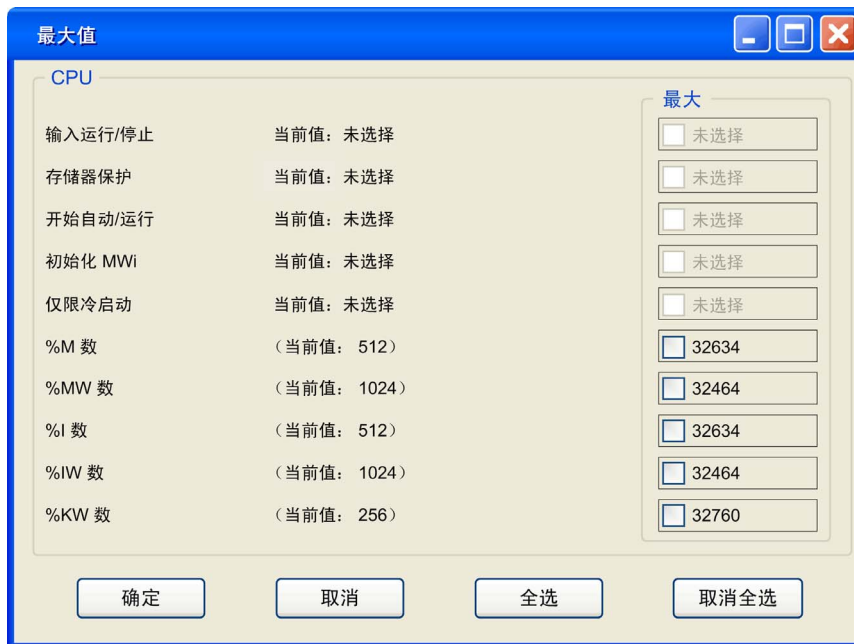 最大值
CPU
最大
输入运行/停止 当前值：未选择 未选择
存储器保护 当前值：未选择 未选择
开始自动/运行 当前值：未选择 未选择
初始化 MWi 当前值：未选择 未选择
仅限冷启动 当前值：未选择 未选择
%M 数 （当前值： 512） 32634
%MW 数 （当前值： 1024） 32464
%I 数 （当前值： 512） 32634
%IW 数 （当前值： 1024） 32464
%KW 数 （当前值： 256） 32760
确定 取消 全选 取消全选